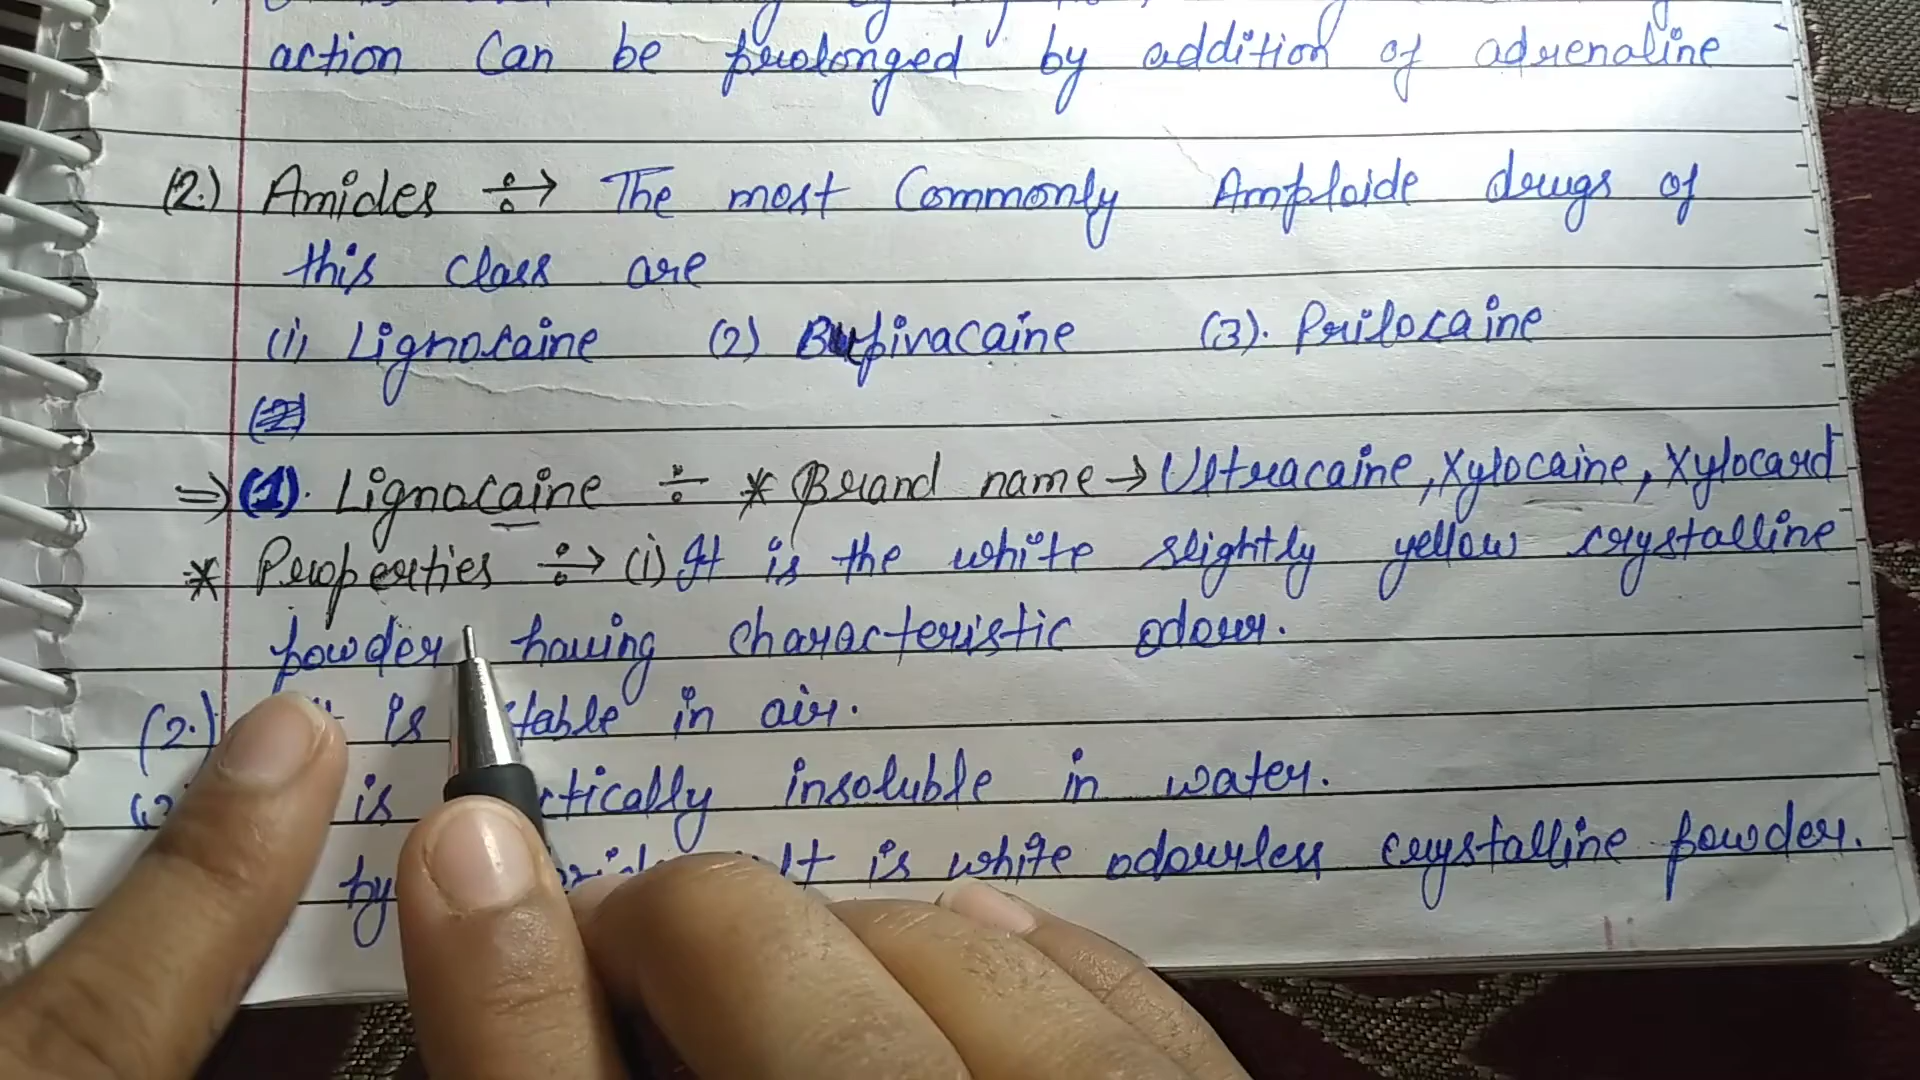 action Can be prolonged by addition of adrenaline
(2.) Amides ÷→ The most Commonly Amploide drugs of
this class are
(i) Lignocaine (2) Bupivacaine (3). Prilocaine
(2)
⇒(1). Lignocaine ÷ * Brand name → Ultracaine, Xylocaine, Xylocard
* Properties ÷→ (i) It is the white slightly yellow crystalline
powder having characteristic odour.
(2.) is stable in air.
is insoluble in water.
It is white odourless crystalline powder.